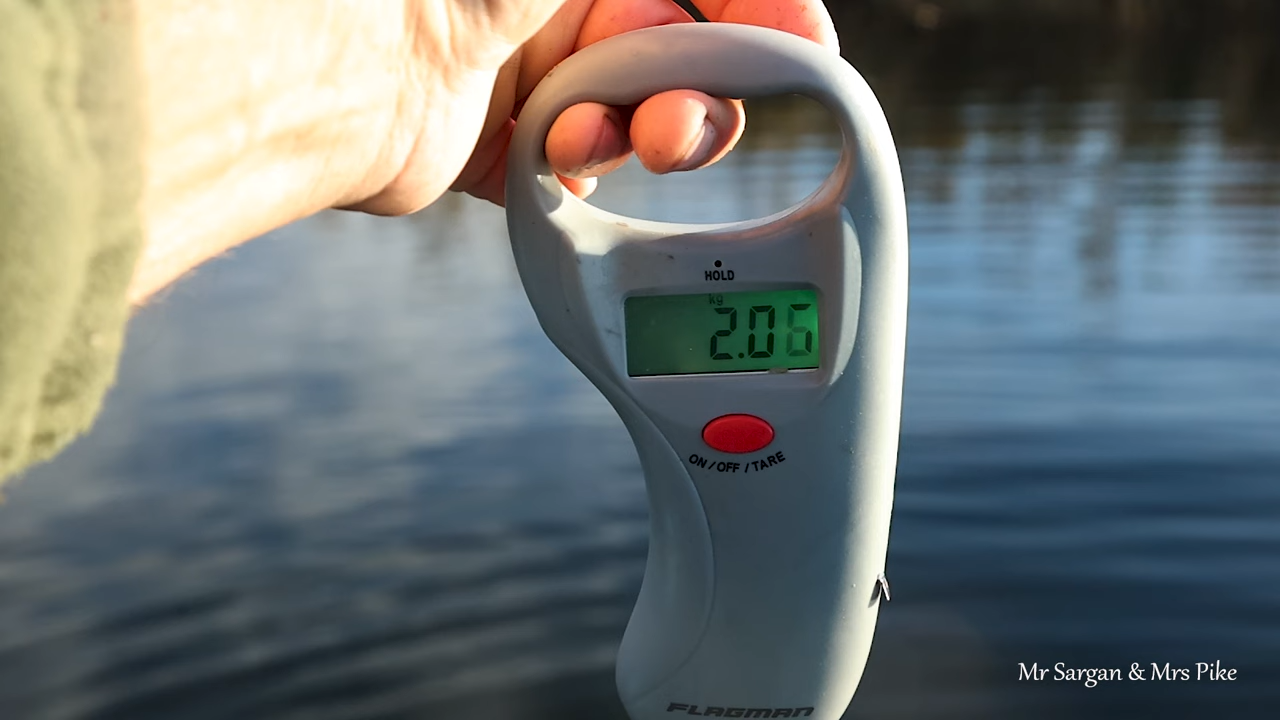 HOLD
kg
2.06
ON / OFF / TARE
FLAGMAN
Mr Sargan & Mrs Pike